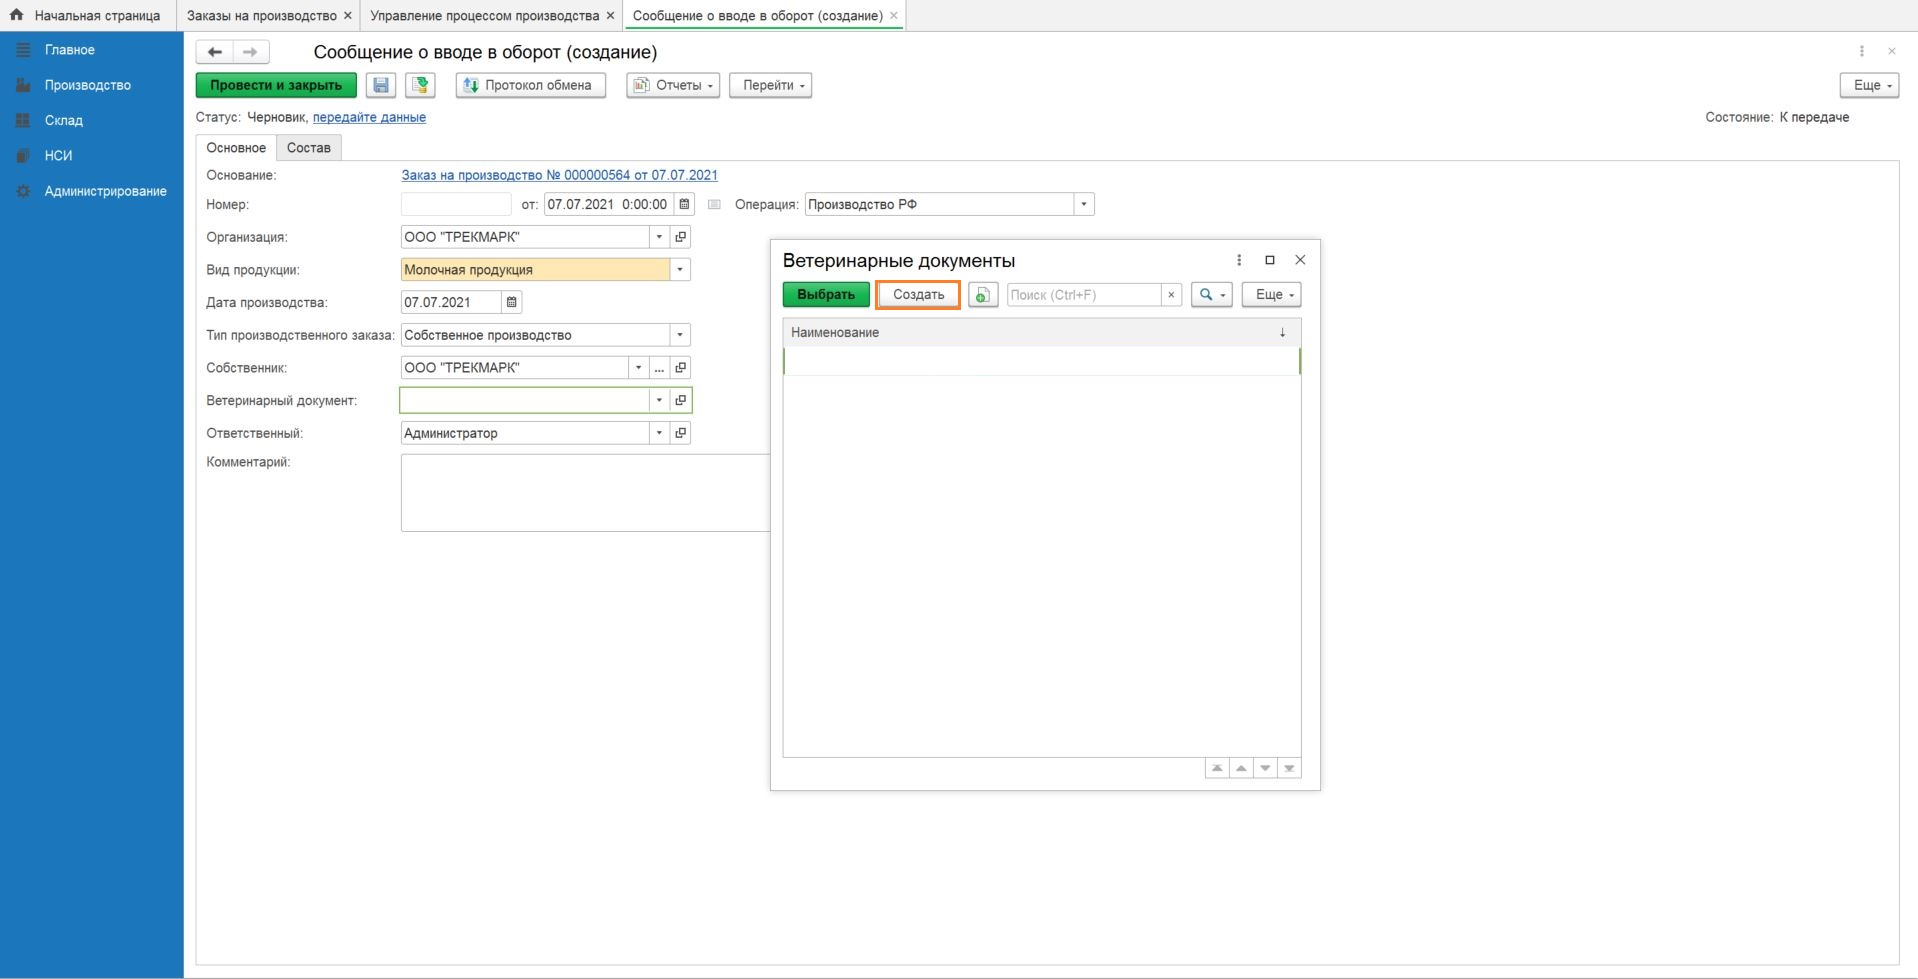 Начальная страница
Заказы на производство ×
Управление процессом производства ×
Сообщение о вводе в оборот (создание) ×
Главное
Производство
Склад
НСИ
Администрирование
Сообщение о вводе в оборот (создание)
Провести и закрыть
Протокол обмена
Отчеты
Перейти
Еще
Статус: Черновик, передайте данные
Состояние: К передаче
Основное
Состав
Основание: Заказ на производство № 000000564 от 07.07.2021
Номер: от: 07.07.2021 0:00:00 Операция: Производство РФ
Организация: ООО "ТРЕКМАРК"
Вид продукции: Молочная продукция
Дата производства: 07.07.2021
Тип производственного заказа: Собственное производство
Собственник: ООО "ТРЕКМАРК" ...
Ветеринарный документ:
Ответственный: Администратор
Комментарий:
Ветеринарные документы
Выбрать
Создать
Поиск (Ctrl+F) ×
Еще
Наименование ↓